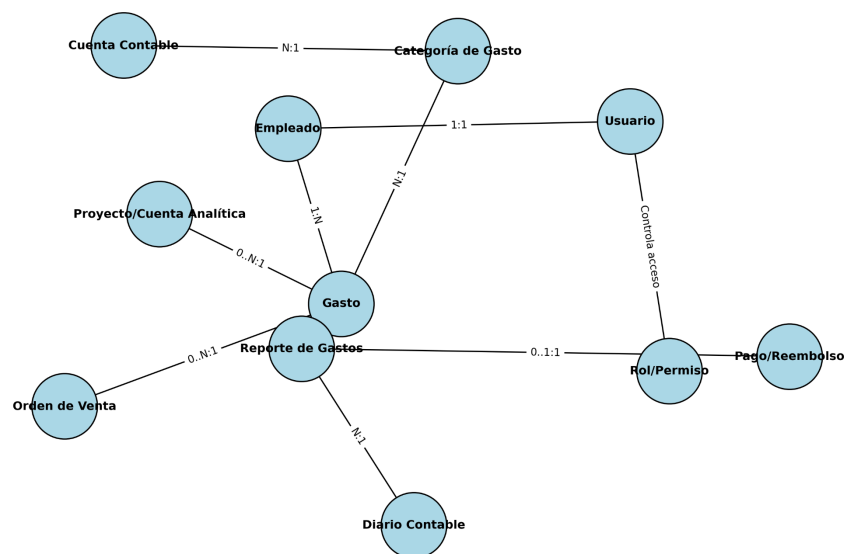 Cuenta Contable
N:1
Categoría de Gasto
Empleado
1:1
Usuario
N:1
1:N
Proyecto/Cuenta Analítica
Controla acceso
0..N:1
Gasto
Reporte de Gastos
0..N:1
0..1:1
Rol/Permiso
Pago/Reembolso
Orden de Venta
N:1
Diario Contable